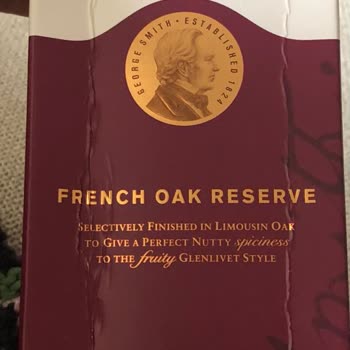 GEORGE SMITH · ESTABLISHED 1824
FRENCH OAK RESERVE
SELECTIVELY FINISHED IN LIMOUSIN OAK
TO GIVE A PERFECT NUTTY spiciness
TO THE fruity GLENLIVET STYLE